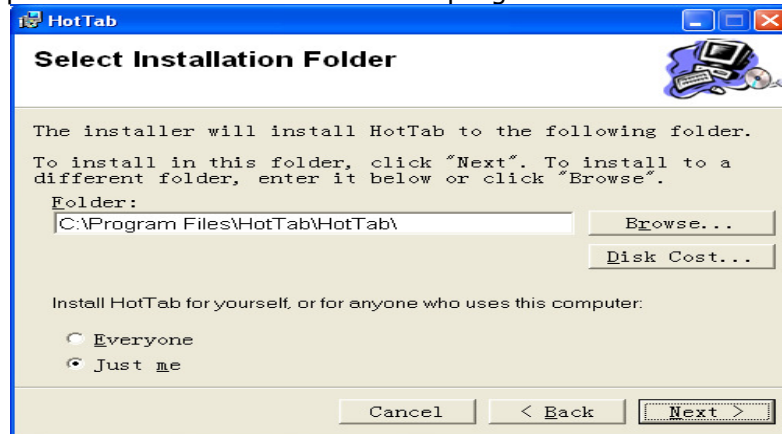 HotTab
Select Installation Folder
The installer will install HotTab to the following folder.
To install in this folder, click "Next". To install to a
different folder, enter it below or click "Browse".
Folder:
C:\Program Files\HotTab\HotTab\
Browse...
Disk Cost...
Install HotTab for yourself, or for anyone who uses this computer:
Everyone
Just me
Cancel
< Back
Next >